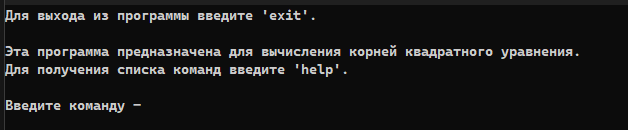 Для выхода из программы введите 'exit'.
Эта программа предназначена для вычисления корней квадратного уравнения.
Для получения списка команд введите 'help'.
Введите команду —